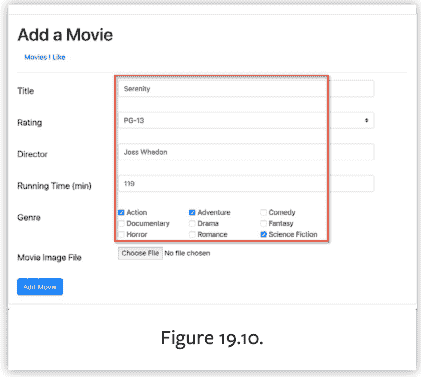 Add a Movie
Movies I Like
Title Serenity
Rating PG-13
Director Joss Whedon
Running Time (min) 119
Genre Action Adventure Comedy
Documentary Drama Fantasy
Horror Romance Science Fiction
Movie Image File Choose File No file chosen
Add Movie
Figure 19.10.